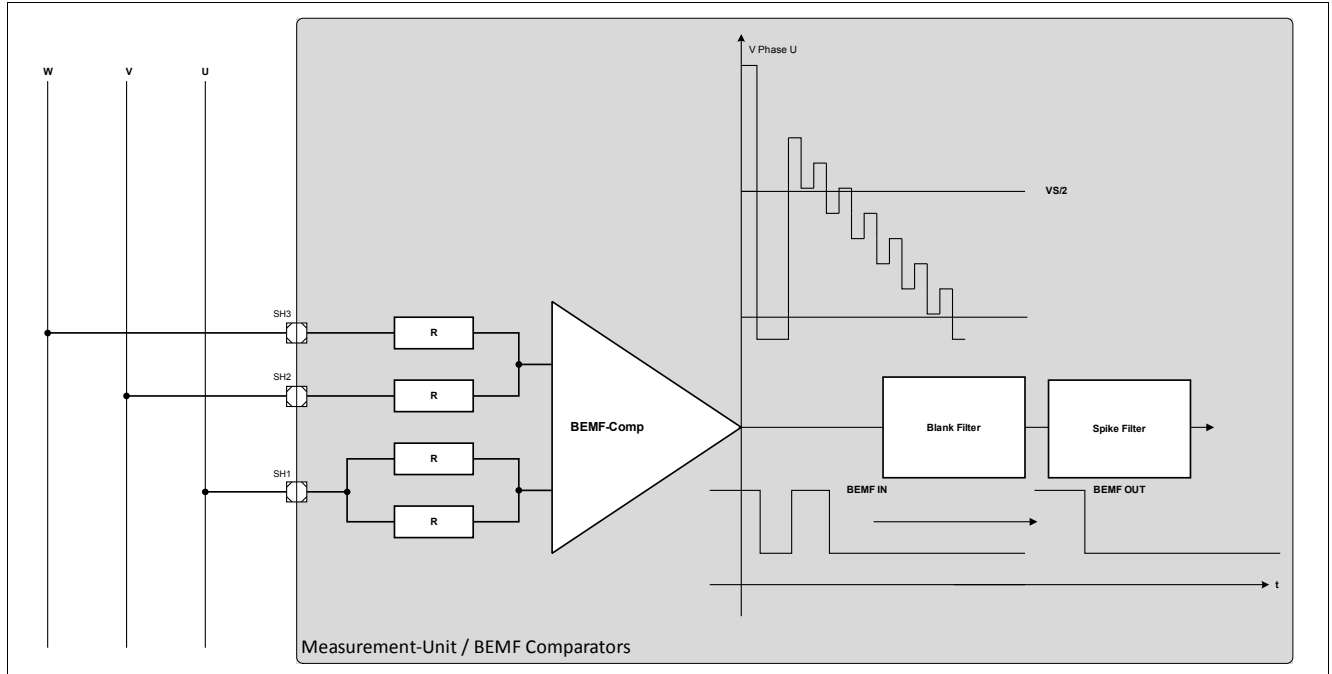 W
V
U
V Phase U
VS/2
SH3
R
SH2
R
BEMF-Comp
Blank Filter
Spike Filter
R
SH1
R
BEMF IN
BEMF OUT
t
Measurement-Unit / BEMF Comparators